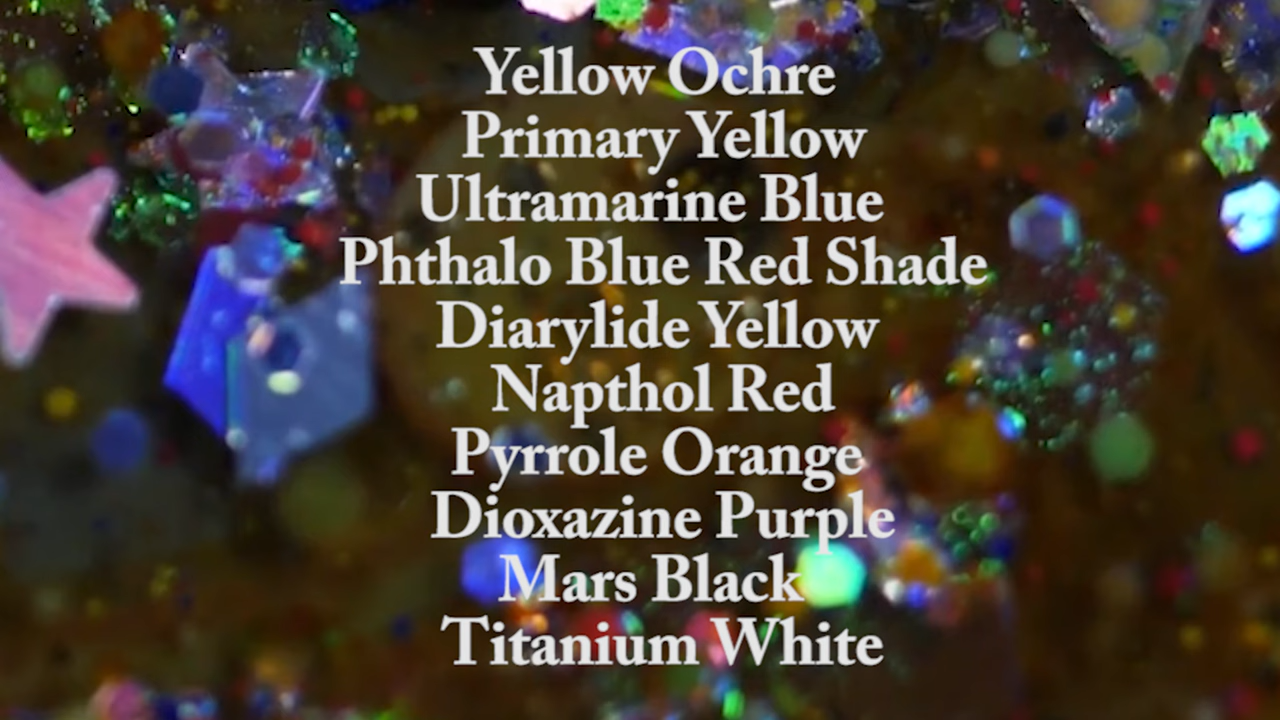 Yellow Ochre
Primary Yellow
Ultramarine Blue
Phthalo Blue Red Shade
Diarylide Yellow
Napthol Red
Pyrrole Orange
Dioxazine Purple
Mars Black
Titanium White